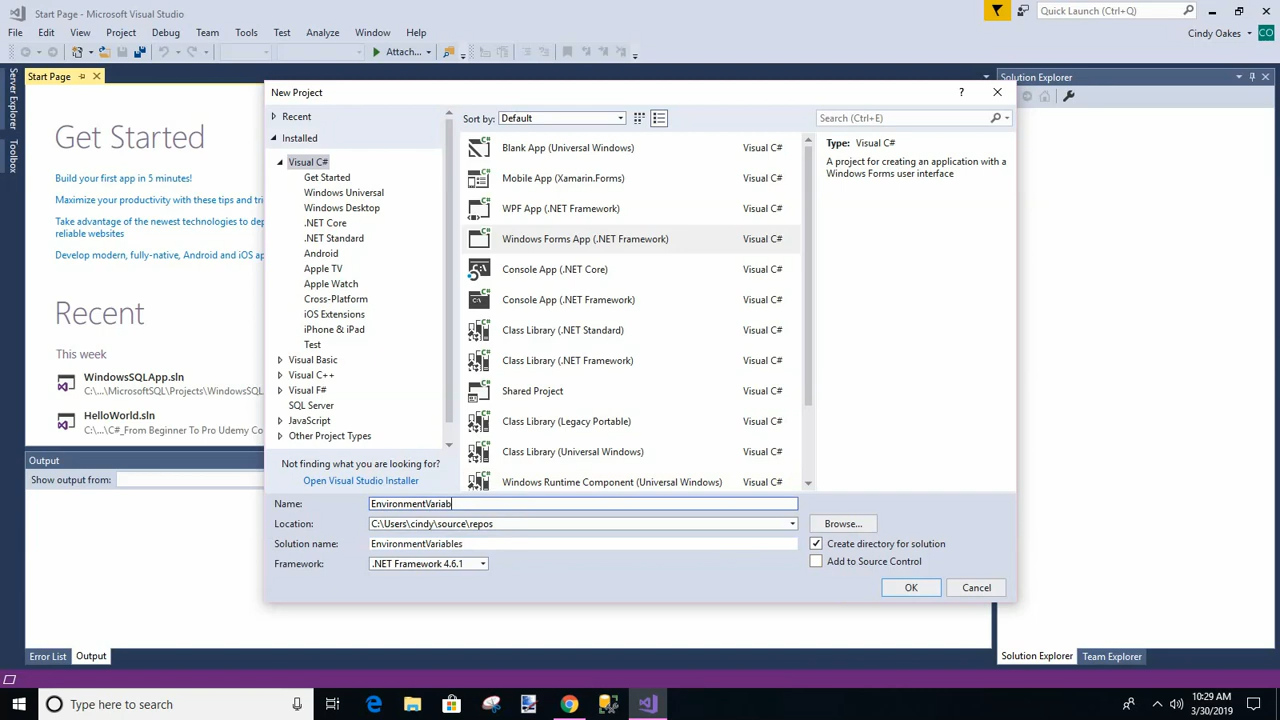 Start Page - Microsoft Visual Studio
Quick Launch (Ctrl+Q)
File Edit View Project Debug Team Tools Test Analyze Window Help
Cindy Oakes CO
Attach...
Server Explorer
Toolbox
Start Page
Solution Explorer
Get Started
Build your first app in 5 minutes!
Maximize your productivity with these tips and tri
Take advantage of the newest technologies to dep
reliable websites
Develop modern, fully-native, Android and iOS ap
Recent
This week
WindowsSQLApp.sln
C:\...\MicrosoftSQL\Projects\WindowsSQL
HelloWorld.sln
C:\...\C#_From Beginner To Pro Udemy Co
New Project
?
Recent
Installed
Visual C#
Get Started
Windows Universal
Windows Desktop
.NET Core
.NET Standard
Android
Apple TV
Apple Watch
Cross-Platform
iOS Extensions
iPhone & iPad
Test
Visual Basic
Visual C++
Visual F#
SQL Server
JavaScript
Other Project Types
Not finding what you are looking for?
Open Visual Studio Installer
Sort by: Default
Search (Ctrl+E)
Blank App (Universal Windows) Visual C#
Mobile App (Xamarin.Forms) Visual C#
WPF App (.NET Framework) Visual C#
Windows Forms App (.NET Framework) Visual C#
Console App (.NET Core) Visual C#
Console App (.NET Framework) Visual C#
Class Library (.NET Standard) Visual C#
Class Library (.NET Framework) Visual C#
Shared Project Visual C#
Class Library (Legacy Portable) Visual C#
Class Library (Universal Windows) Visual C#
Windows Runtime Component (Universal Windows) Visual C#
Type: Visual C#
A project for creating an application with a
Windows Forms user interface
Name: EnvironmentVariab
Location: C:\Users\cindy\source\repos
Browse...
Solution name: EnvironmentVariables
Create directory for solution
Framework: .NET Framework 4.6.1
Add to Source Control
OK Cancel
Output
Show output from:
Error List Output
Solution Explorer Team Explorer
Type here to search
10:29 AM
3/30/2019